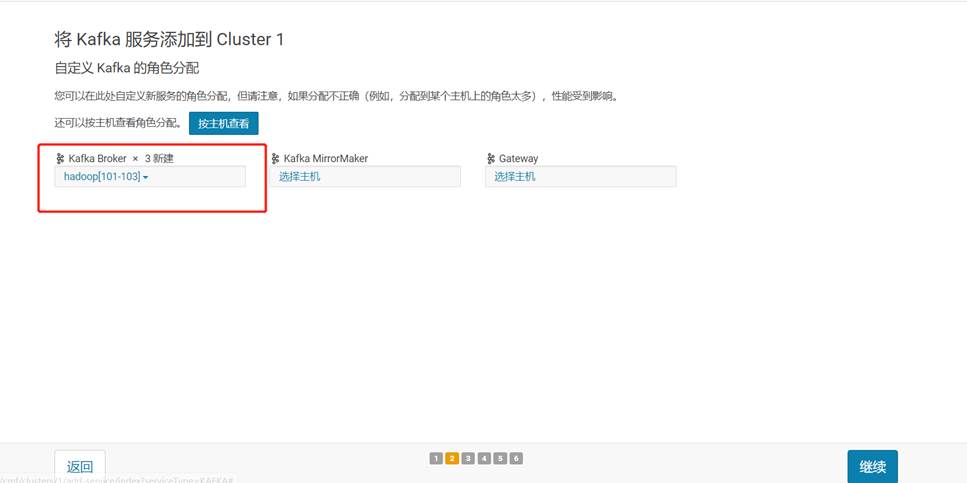 将 Kafka 服务添加到 Cluster 1
自定义 Kafka 的角色分配
您可以在此处自定义新服务的角色分配，但请注意，如果分配不正确（例如，分配到某个主机上的角色太多），性能受到影响。
还可以按主机查看角色分配。 按主机查看
Kafka Broker × 3 新建 Kafka MirrorMaker Gateway
hadoop[101-103] 选择主机 选择主机
返回 1 2 3 4 5 6 继续
/cmf/clusters/1/add-service/index?serviceType=KAFKA#